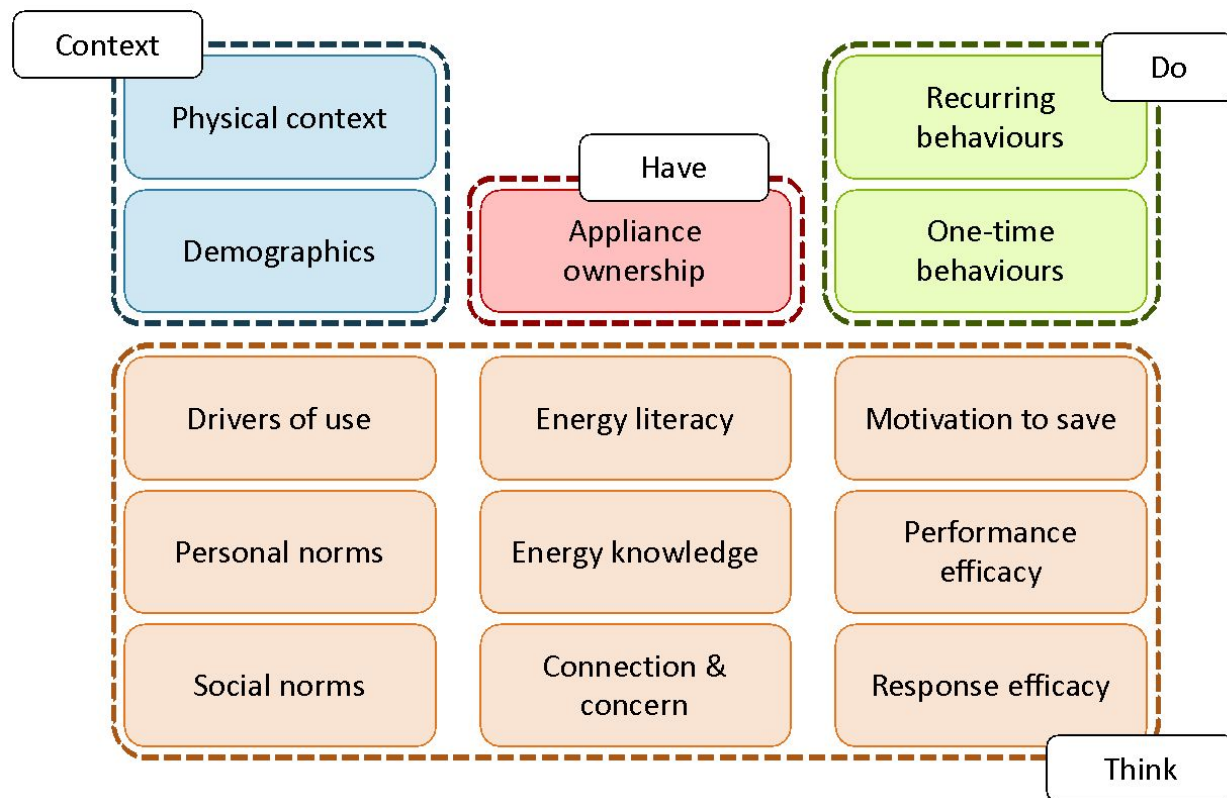 Context
Physical context
Demographics
Have
Appliance
ownership
Do
Recurring
behaviours
One-time
behaviours
Drivers of use
Energy literacy
Motivation to save
Personal norms
Energy knowledge
Performance
efficacy
Social norms
Connection &
concern
Response efficacy
Think